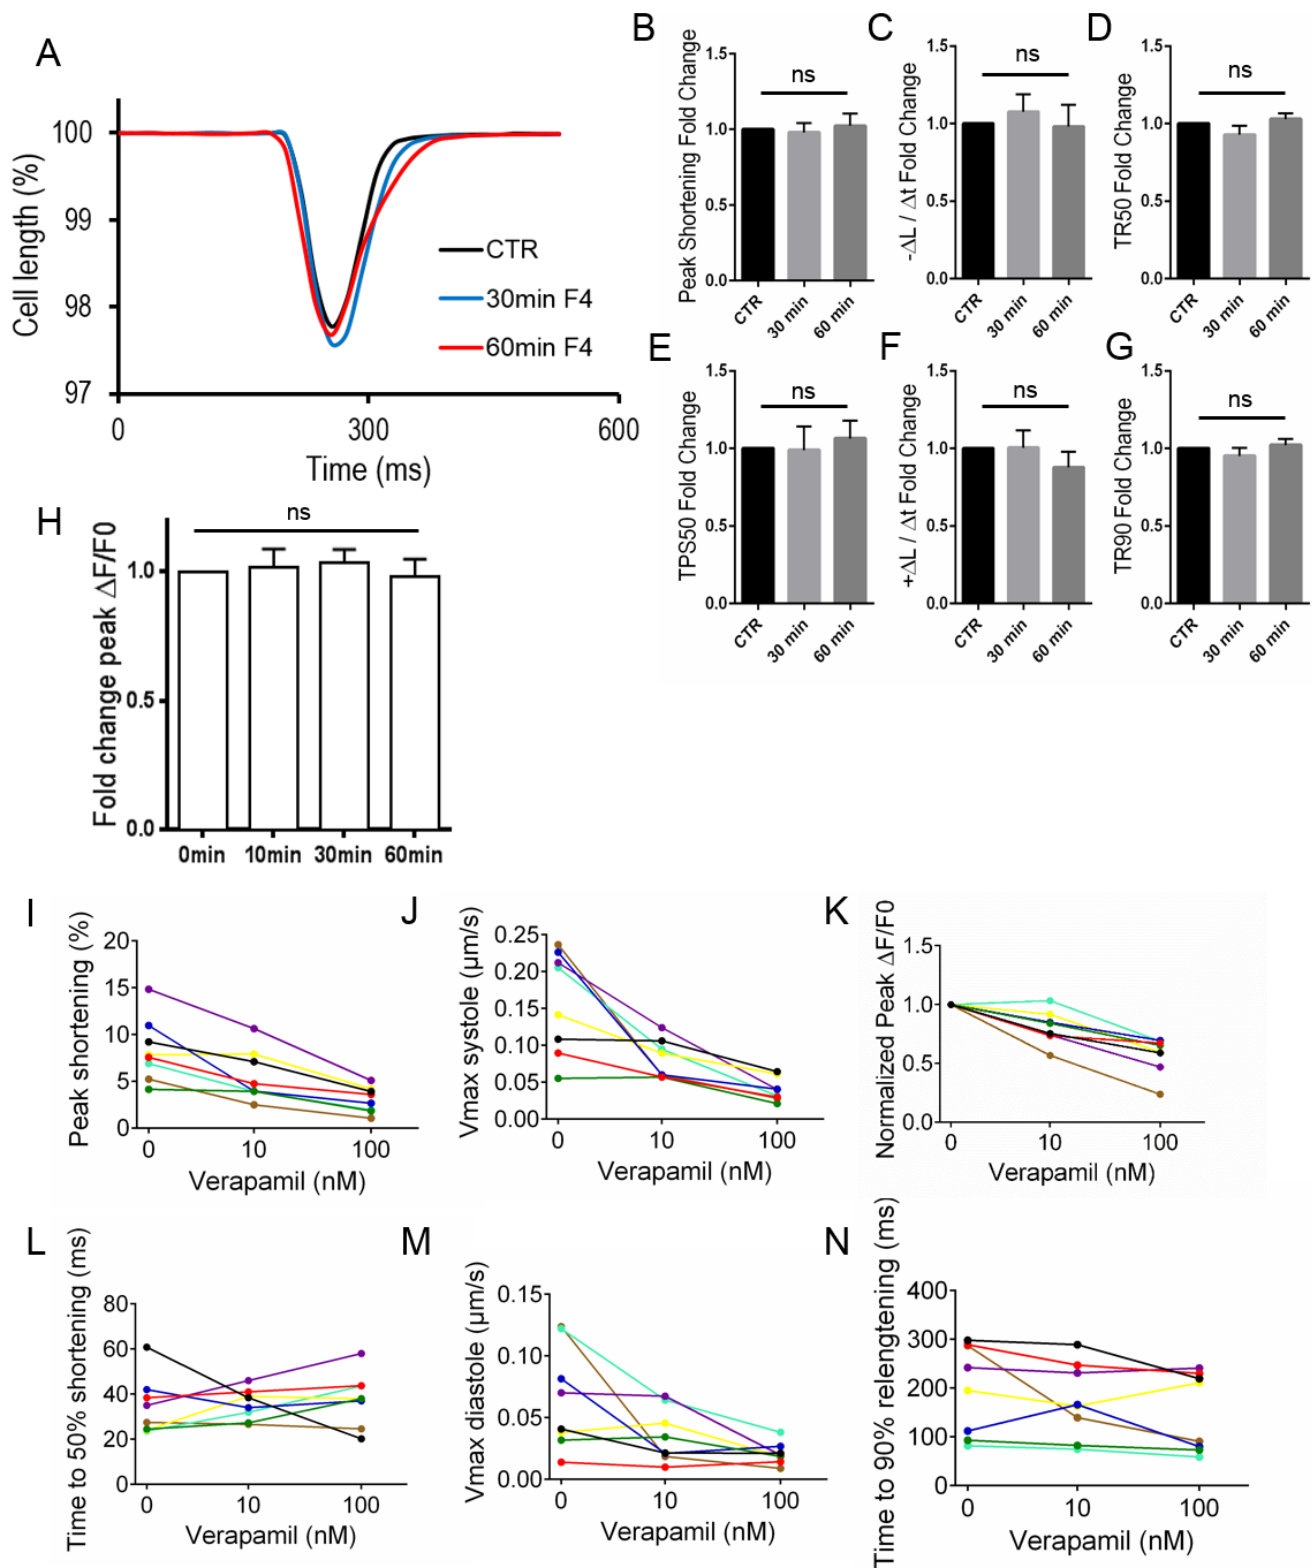 A
Cell length (%)
100
99
98
97
CTR
30min F4
60min F4
0
300
600
Time (ms)
B
Peak Shortening Fold Change
1.5
1.0
0.5
0.0
ns
CTR
30 min
60 min
C
-ΔL / Δt Fold Change
1.5
1.0
0.5
0.0
ns
CTR
30 min
60 min
D
TR50 Fold Change
1.5
1.0
0.5
0.0
ns
CTR
30 min
60 min
E
TPS50 Fold Change
1.5
1.0
0.5
0.0
ns
CTR
30 min
60 min
F
+ΔL / Δt Fold Change
1.5
1.0
0.5
0.0
ns
CTR
30 min
60 min
G
TR90 Fold Change
1.5
1.0
0.5
0.0
ns
CTR
30 min
60 min
H
Fold change peak ΔF/F0
1.0
0.5
0.0
ns
0min 10min 30min 60min
I
Peak shortening (%)
20
15
10
5
0
0 10 100
Verapamil (nM)
J
Vmax systole (µm/s)
0.25
0.20
0.15
0.10
0.05
0.00
0 10 100
Verapamil (nM)
K
Normalized Peak ΔF/F0
1.5
1.0
0.5
0.0
0 10 100
Verapamil (nM)
L
Time to 50% shortening (ms)
80
60
40
20
0
0 10 100
Verapamil (nM)
M
Vmax diastole (µm/s)
0.15
0.10
0.05
0.00
0 10 100
Verapamil (nM)
N
Time to 90% relengtening (ms)
400
300
200
100
0
0 10 100
Verapamil (nM)